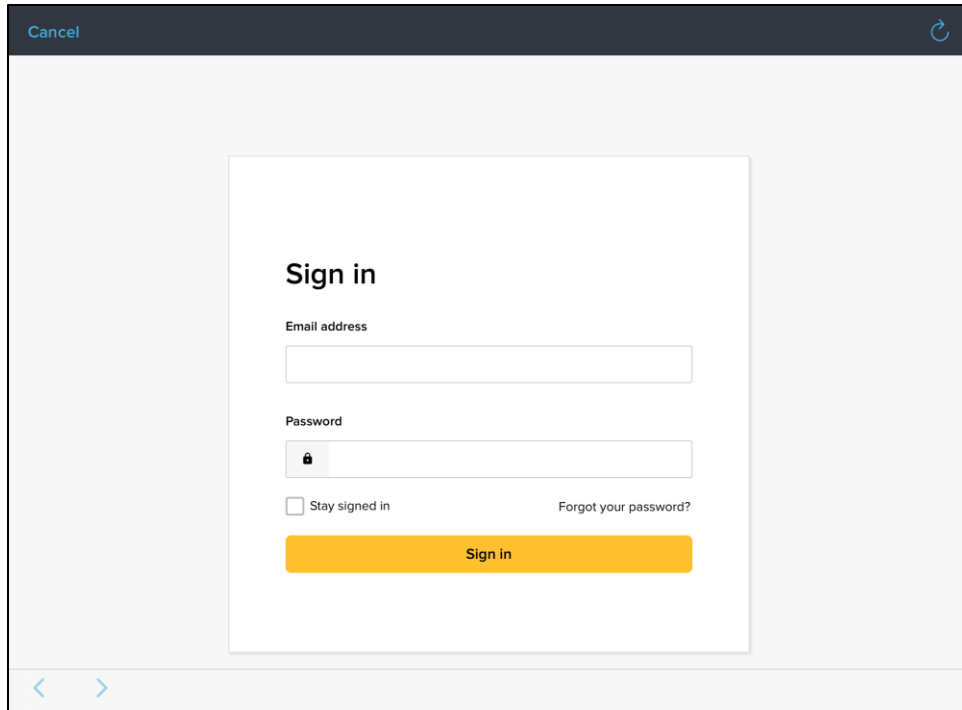 Cancel
Sign in
Email address
Password
Stay signed in
Forgot your password?
Sign in